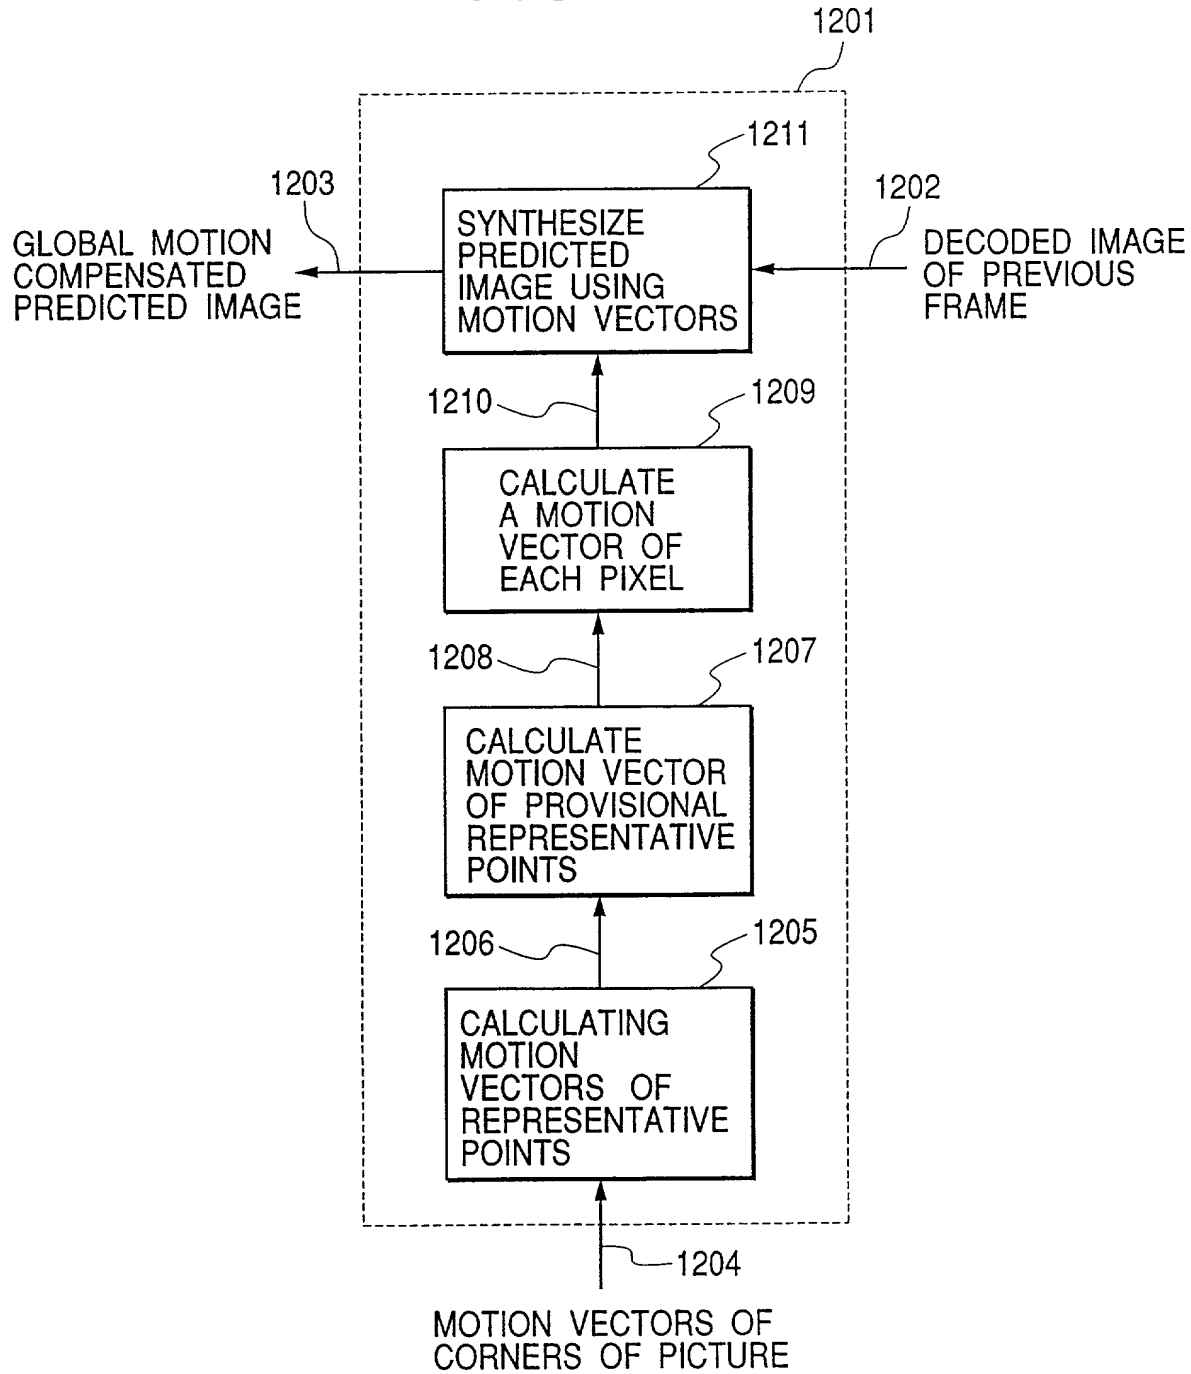 1201
1211
1203
1202
GLOBAL MOTION
COMPENSATED
PREDICTED IMAGE
SYNTHESIZE
PREDICTED
IMAGE USING
MOTION VECTORS
DECODED IMAGE
OF PREVIOUS
FRAME
1210
1209
CALCULATE
A MOTION
VECTOR OF
EACH PIXEL
1208
1207
CALCULATE
MOTION VECTOR
OF PROVISIONAL
REPRESENTATIVE
POINTS
1206
1205
CALCULATING
MOTION
VECTORS OF
REPRESENTATIVE
POINTS
1204
MOTION VECTORS OF
CORNERS OF PICTURE